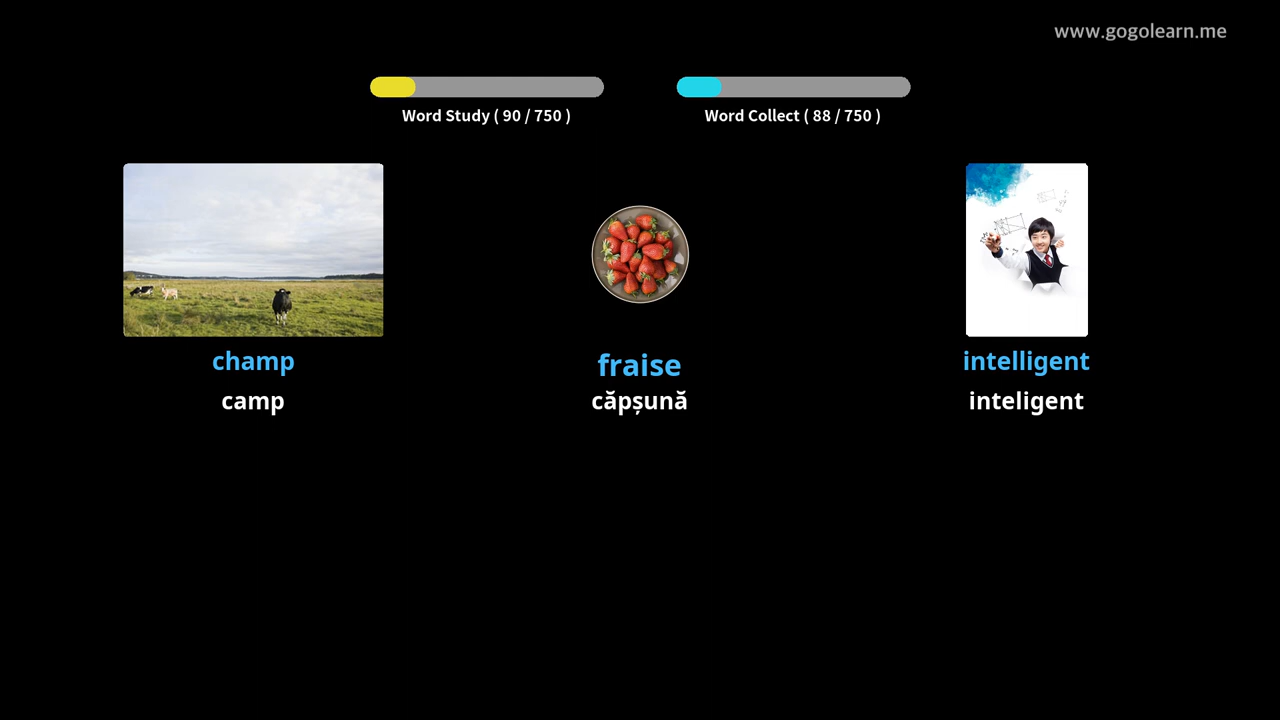 www.gogolearn.me
Word Study ( 90 / 750 )
Word Collect ( 88 / 750 )
champ
fraise
intelligent
camp
căpșună
inteligent